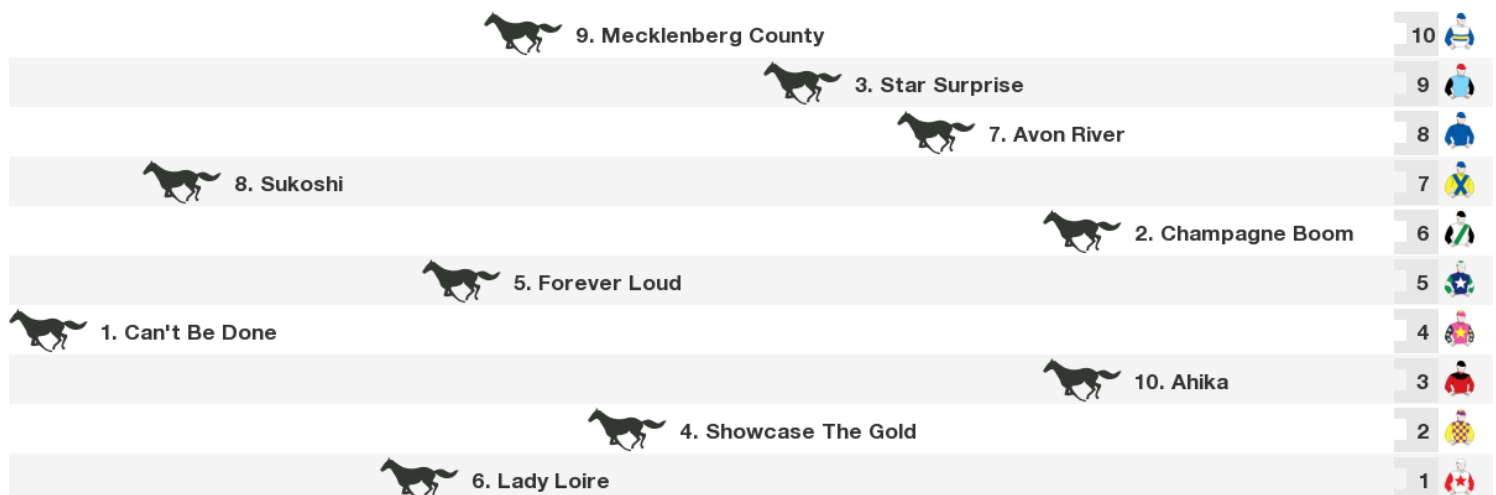 9. Mecklenberg County 10
3. Star Surprise 9
7. Avon River 8
8. Sukoshi 7
2. Champagne Boom 6
5. Forever Loud 5
1. Can't Be Done 4
10. Ahika 3
4. Showcase The Gold 2
6. Lady Loire 1